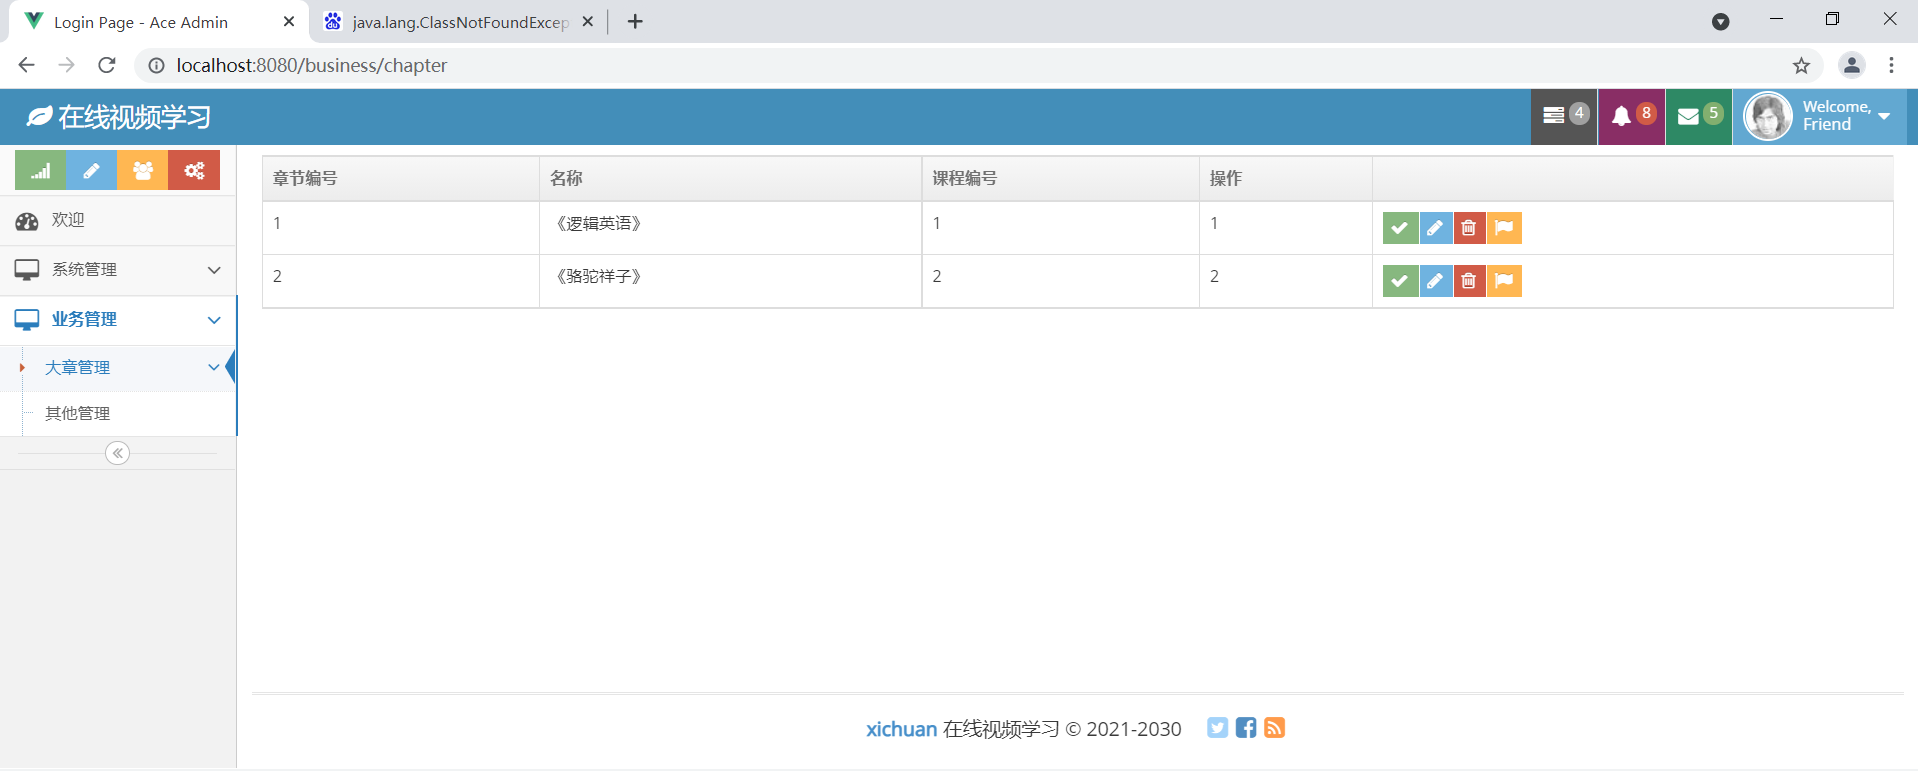 Login Page - Ace Admin
java.lang.ClassNotFoundExcep
localhost:8080/business/chapter
在线视频学习
4
8
5
Welcome,
Friend
欢迎
系统管理
业务管理
大章管理
其他管理
章节编号 名称 课程编号 操作
1 《逻辑英语》 1 1
2 《骆驼祥子》 2 2
xichuan 在线视频学习 © 2021-2030